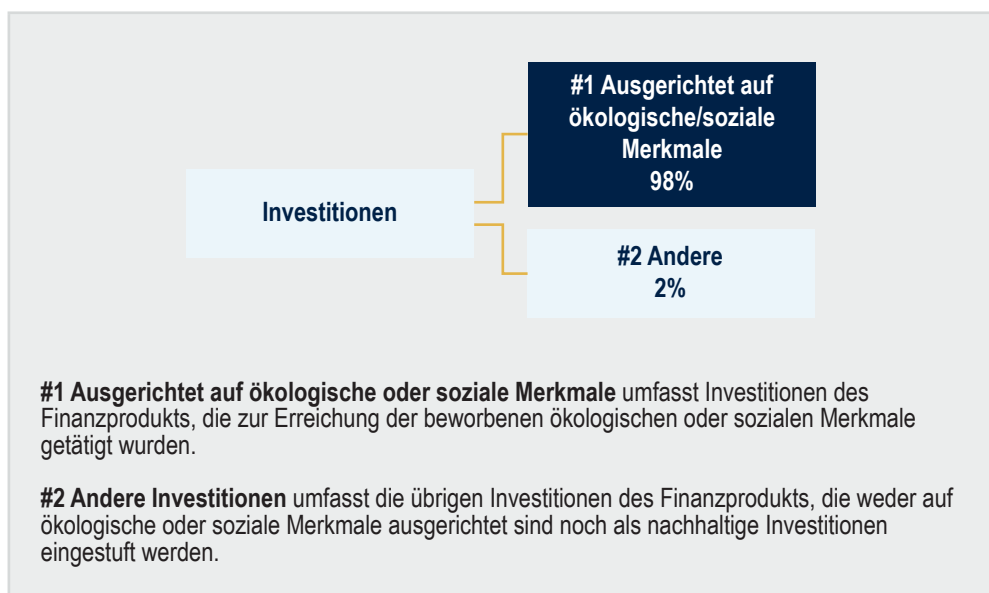 #1 Ausgerichtet auf
ökologische/soziale
Merkmale
98%
Investitionen
#2 Andere
2%
#1 Ausgerichtet auf ökologische oder soziale Merkmale umfasst Investitionen des
Finanzprodukts, die zur Erreichung der beworbenen ökologischen oder sozialen Merkmale
getätigt wurden.
#2 Andere Investitionen umfasst die übrigen Investitionen des Finanzprodukts, die weder auf
ökologische oder soziale Merkmale ausgerichtet sind noch als nachhaltige Investitionen
eingestuft werden.